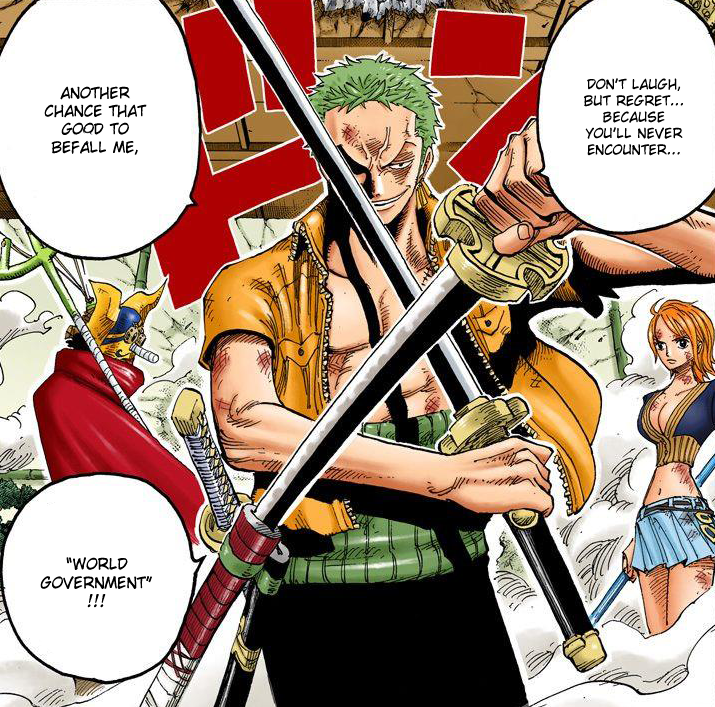 DON'T LAUGH,
BUT REGRET...
BECAUSE
YOU'LL NEVER
ENCOUNTER...
ANOTHER
CHANCE THAT
GOOD TO
BEFALL ME,
"WORLD
GOVERNMENT"
!!!